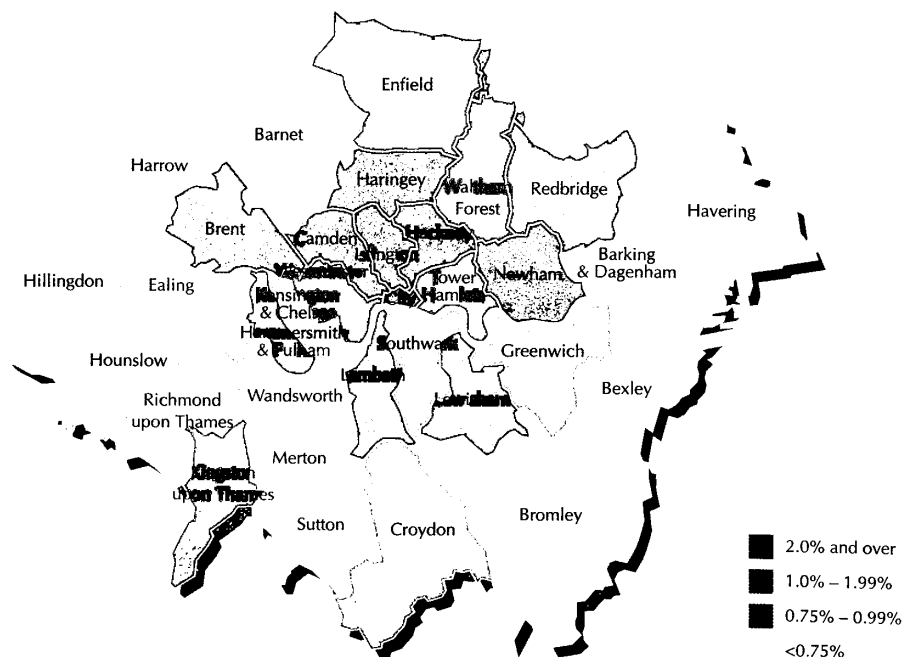 Enfield
Barnet
Harrow
Haringey
Waltham
Forest
Redbridge
Havering
Brent
Camden
Islington
Hackney
Newham
Barking
& Dagenham
Hillingdon
Ealing
Westminster
Tower
Hamlets
City
Kensington
& Chelsea
Hammersmith
& Fulham
Southwark
Greenwich
Hounslow
Lambeth
Lewisham
Bexley
Richmond
upon Thames
Wandsworth
Merton
Kingston
upon Thames
Sutton
Croydon
Bromley
2.0% and over
1.0% – 1.99%
0.75% – 0.99%
<0.75%